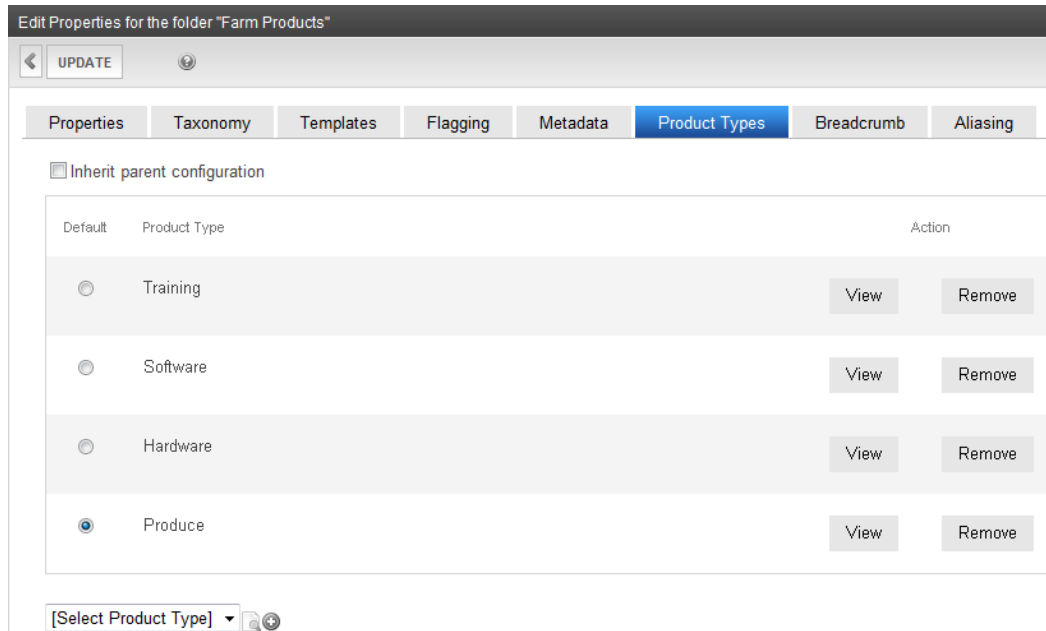 Edit Properties for the folder "Farm Products"
UPDATE
Properties Taxonomy Templates Flagging Metadata Product Types Breadcrumb Aliasing
Inherit parent configuration
Default Product Type Action
Training View Remove
Software View Remove
Hardware View Remove
Produce View Remove
[Select Product Type]